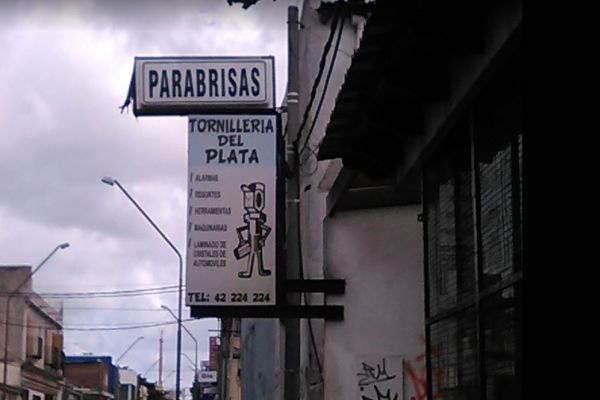 PARABRISAS
TORNILLERIA
DEL
PLATA
ALARMAS
RESORTES
HERRAMIENTAS
MAQUINARIAS
LAMINADO DE
CRISTALES DE
AUTOMOVILES
TEL: 42 224 224